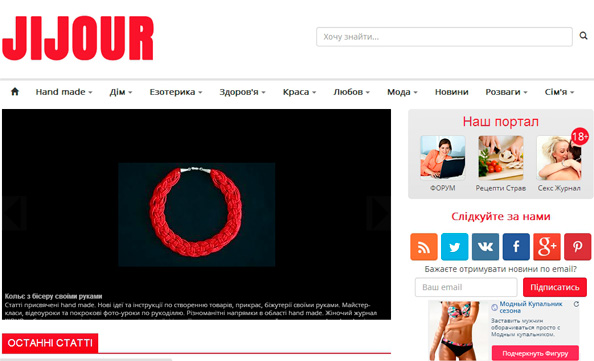 JIJOUR
Хочу знайти...
Hand made Дім Езотерика Здоров'я Краса Любов Мода Новини Розваги Сім'я
Кольє з бісеру своїми руками
Статті присвячені hand made. Нові ідеї та інструкції по створенню товарів, прикрас, біжутерії своїми руками. Майстер-
класи, відеоуроки та покрокові фото-уроки по рукоділлю. Різноманітні напрямки в області hand made. Жіночий журнал
ОСТАННІ СТАТТІ
Наш портал
18+
ФОРУМ Рецепти Страв Секс Журнал
Слідкуйте за нами
g+
Бажаєте отримувати новини по email?
Ваш email Підписатись
Модный Купальник
сезона
Заставить мужчин
оборачиваться просто с
Модным купальником.
Подчеркнуть Фигуру